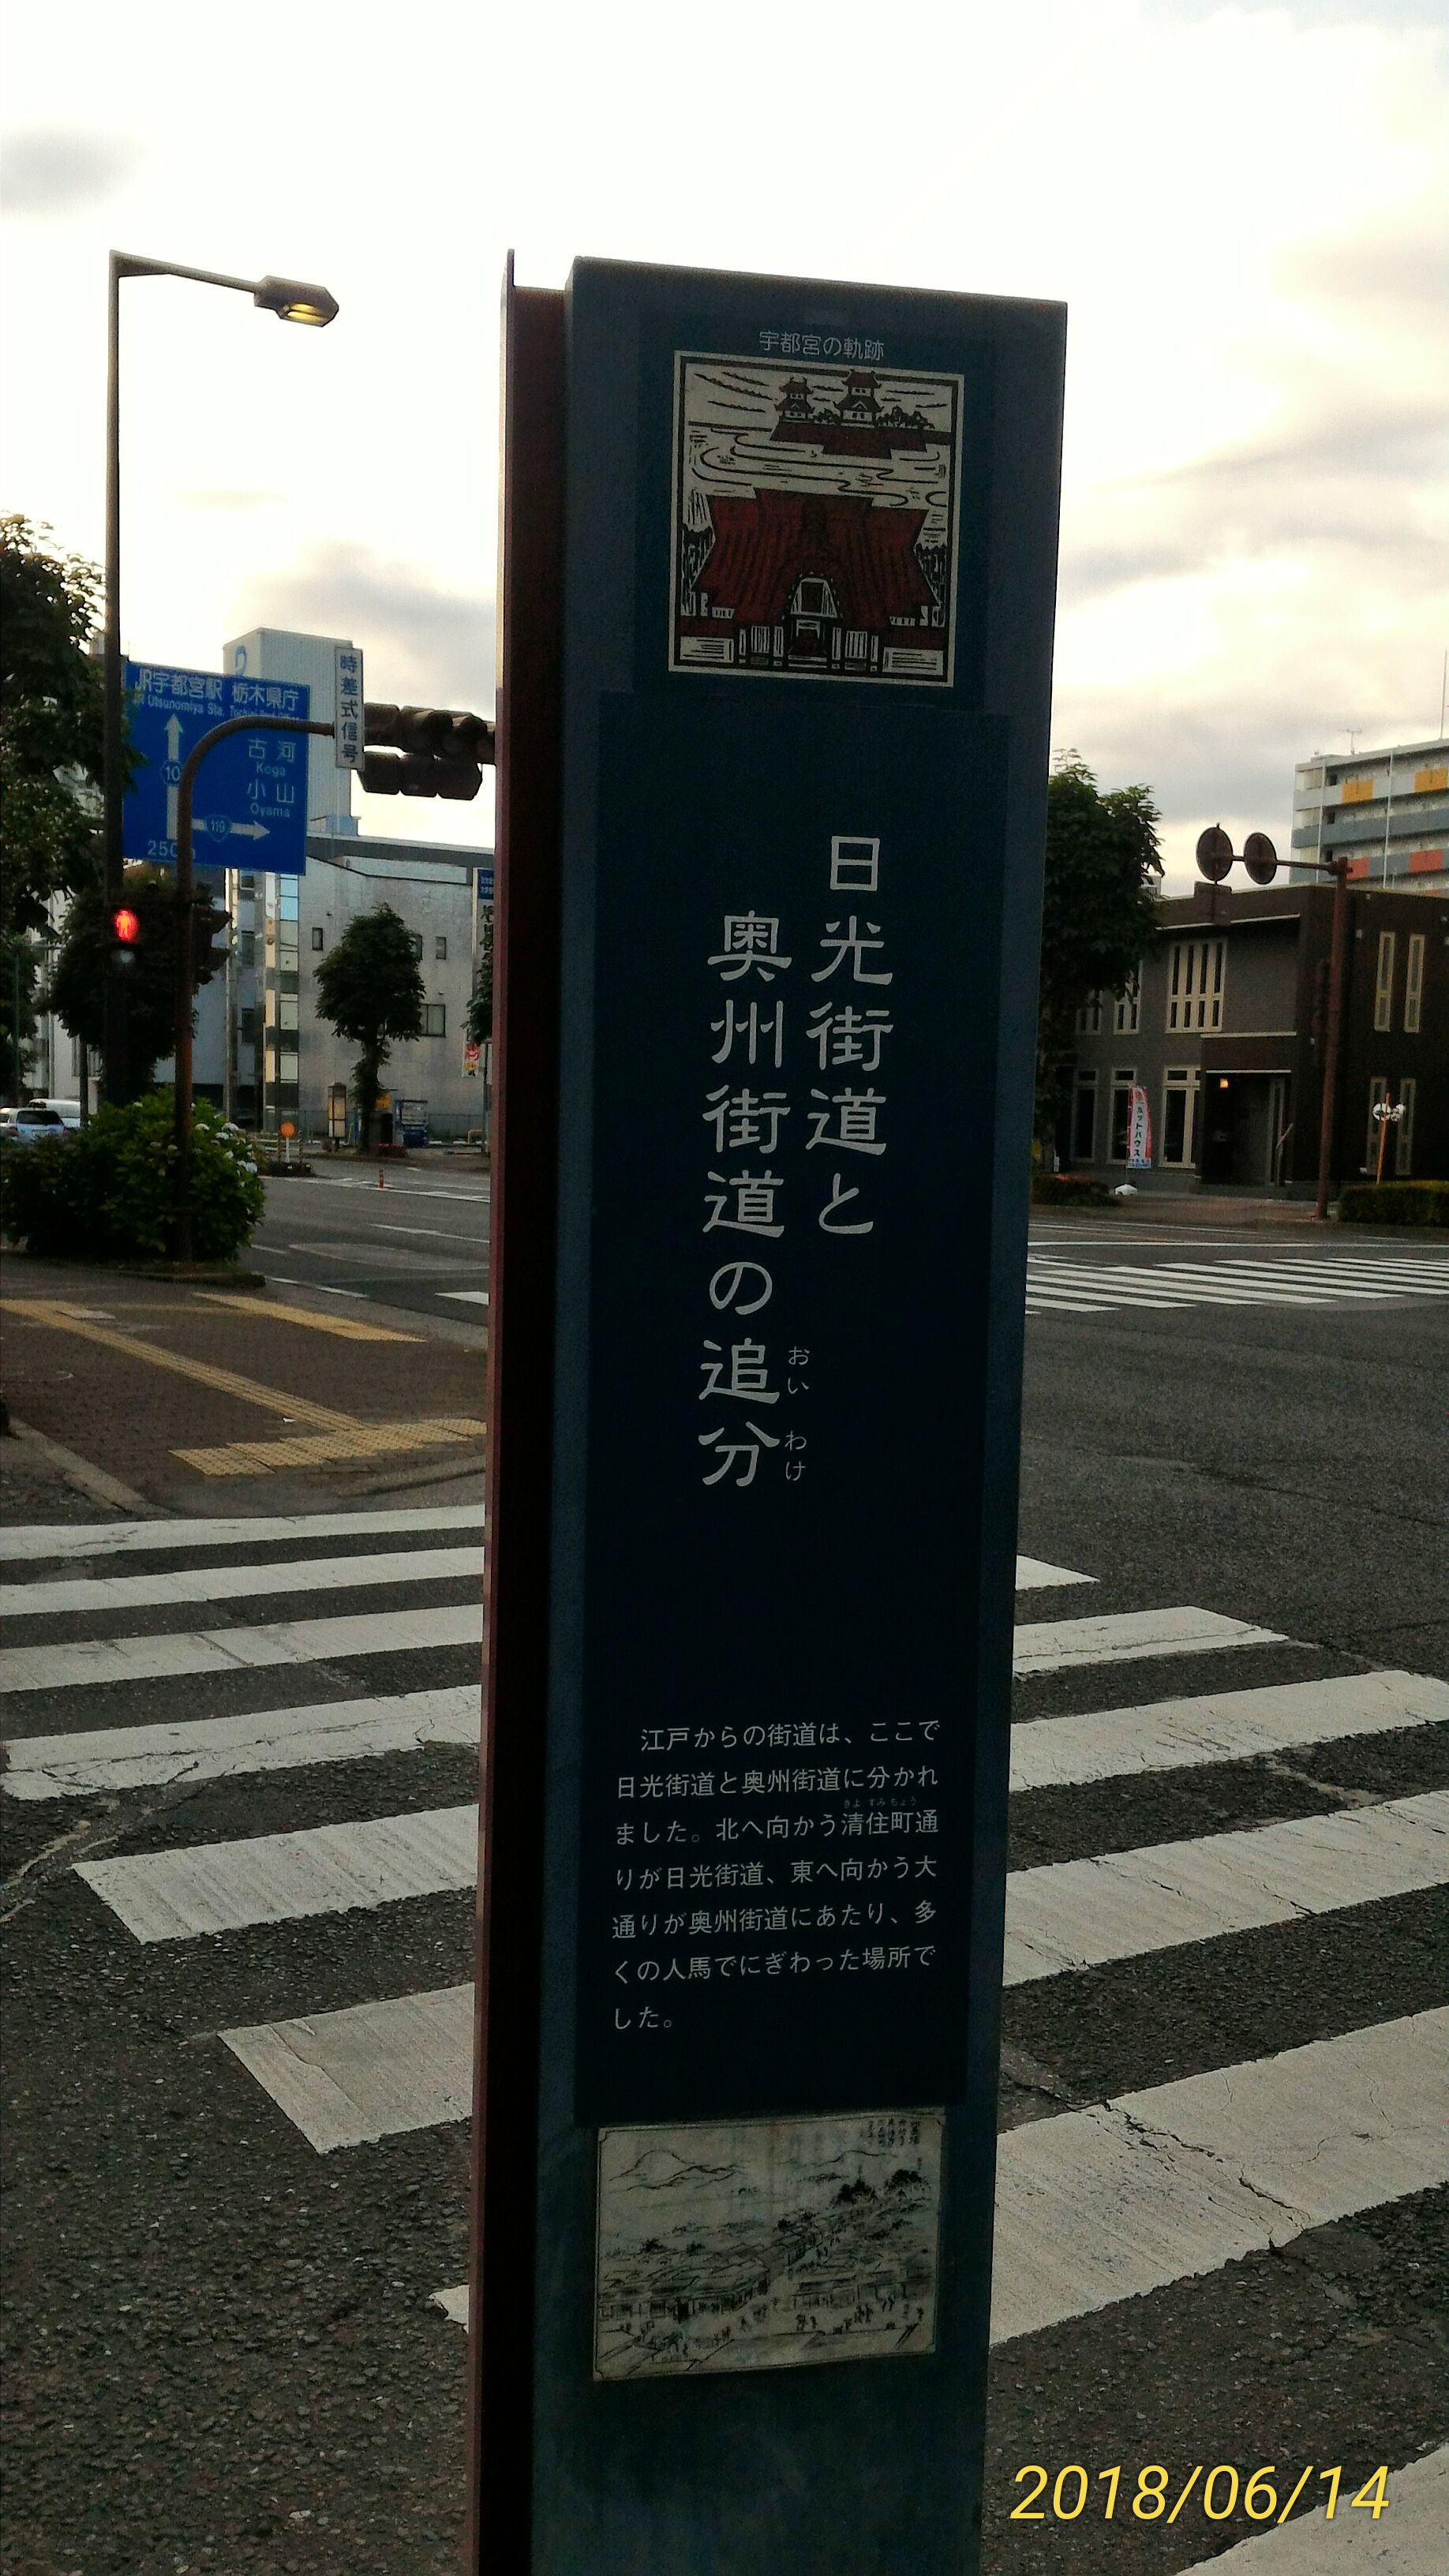 宇都宮の軌跡
日光街道と
奥州街道の追分
おいわけ
江戸からの街道は、ここで
日光街道と奥州街道に分かれ
ました。北へ向かう清住町通
きよすみちょう
りが日光街道、東へ向かう大
通りが奥州街道にあたり、多
くの人馬でにぎわった場所で
した。
JR宇都宮駅 栃木県庁
JR Utsunomiya Sta.
古河
Koga
小山
Oyama
10
119
時差式信号
2018/06/14